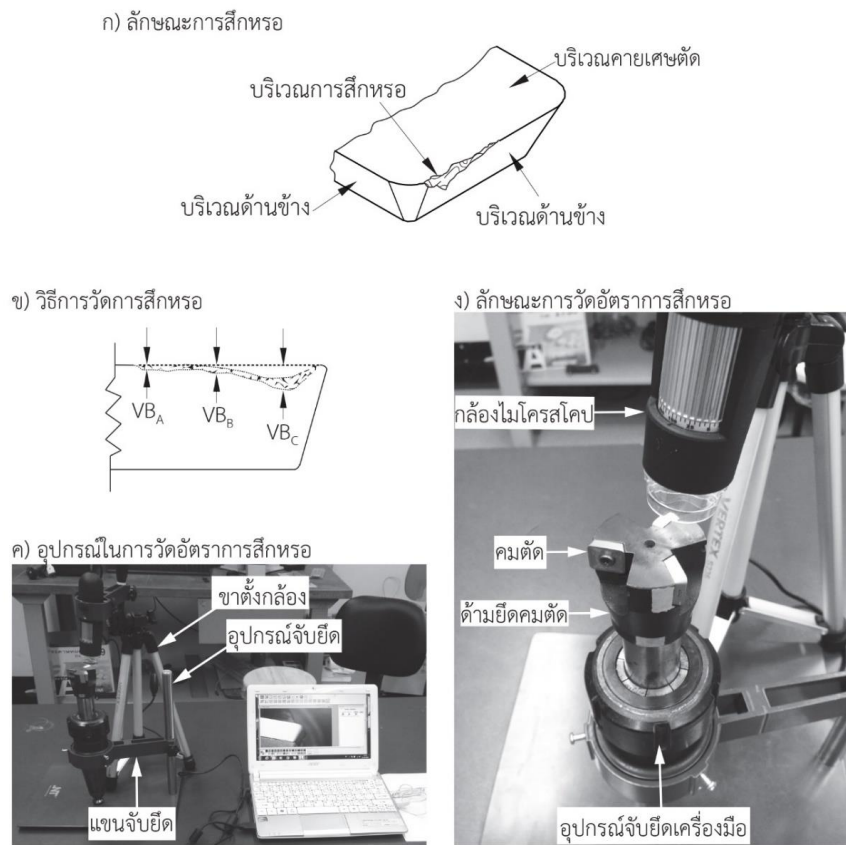 ก) ลักษณะการสึกหรอ
บริเวณคายเศษตัด
บริเวณการสึกหรอ
บริเวณด้านข้าง
บริเวณด้านข้าง
ข) วิธีการวัดการสึกหรอ
VB_A
VB_B
VB_C
ค) อุปกรณ์ในการวัดอัตราการสึกหรอ
ขาตั้งกล้อง
อุปกรณ์จับยึด
แขนจับยึด
ง) ลักษณะการวัดอัตราการสึกหรอ
กล้องไมโครสโคป
VERTEX
คมตัด
ด้ามยึดคมตัด
อุปกรณ์จับยึดเครื่องมือ